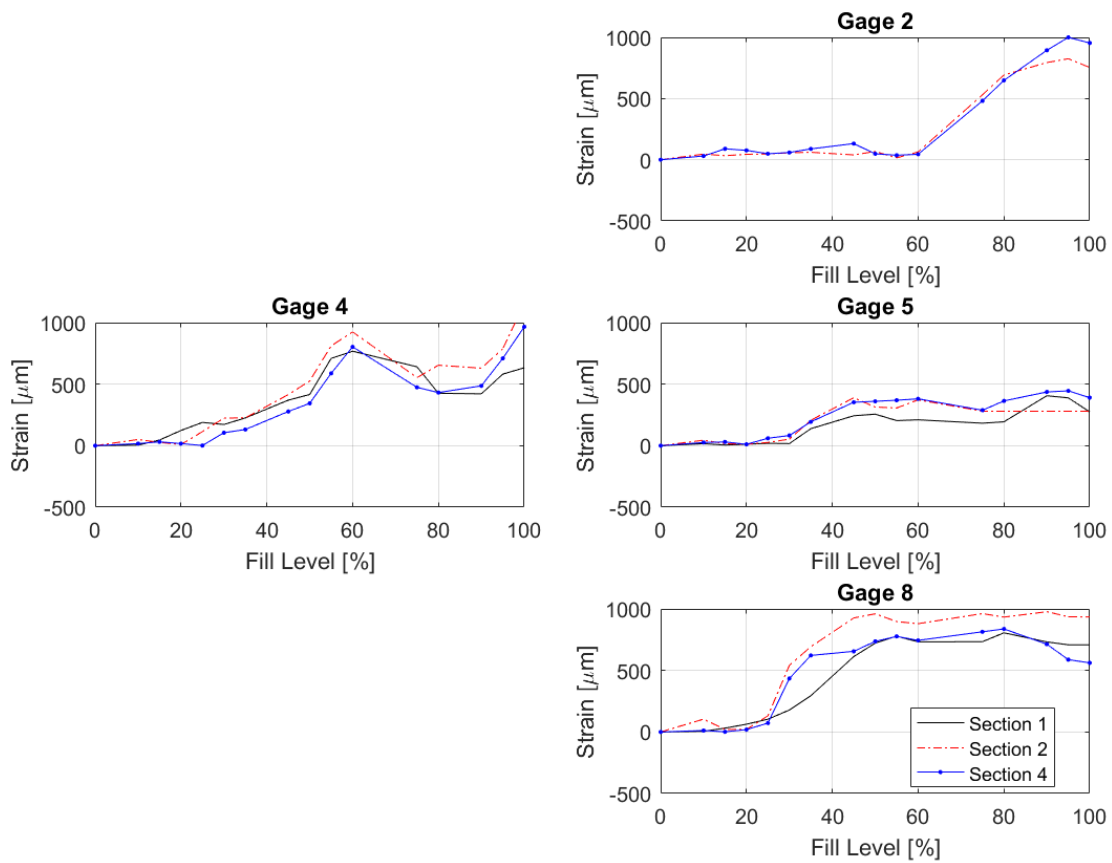 Gage 2
1000
500
0
-500
Strain [μm]
0 20 40 60 80 100
Fill Level [%]
Gage 4
1000
500
0
-500
Strain [μm]
0 20 40 60 80 100
Fill Level [%]
Gage 5
1000
500
0
-500
Strain [μm]
0 20 40 60 80 100
Fill Level [%]
Gage 8
1000
500
0
-500
Strain [μm]
Section 1
Section 2
Section 4
0 20 40 60 80 100
Fill Level [%]